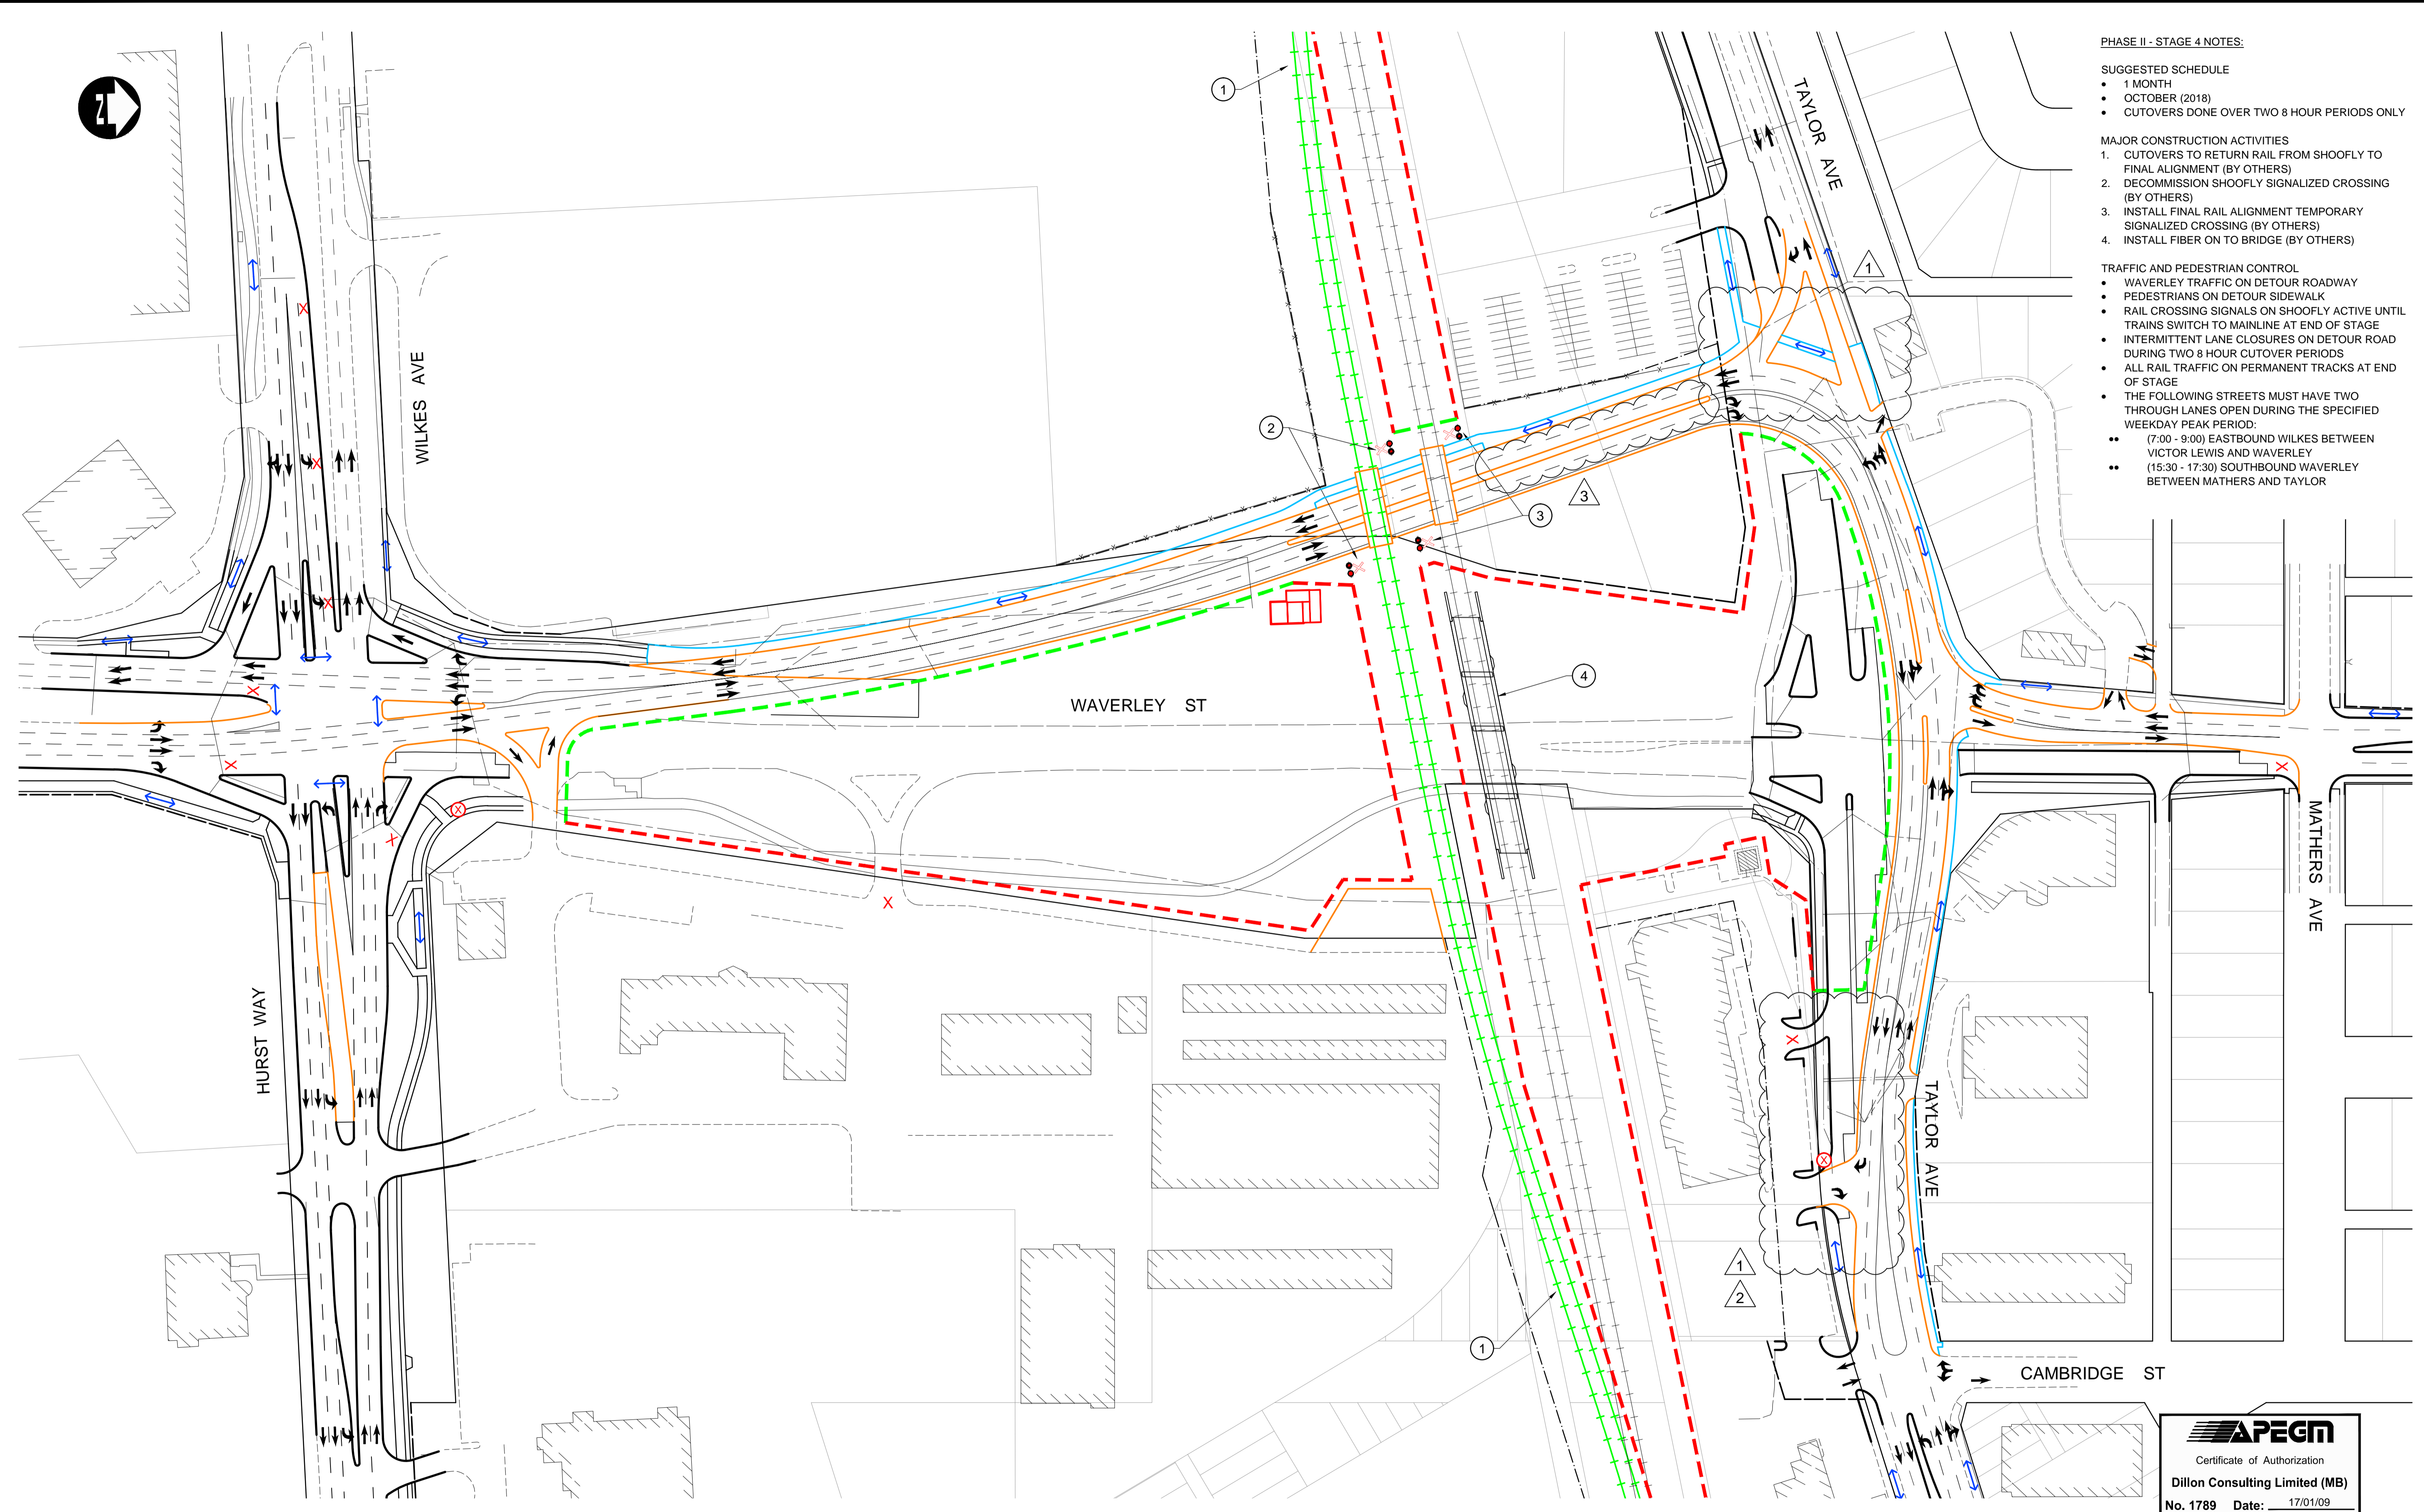 PHASE II - STAGE 4 NOTES:
SUGGESTED SCHEDULE
• 1 MONTH
• OCTOBER (2018)
• CUTOVERS DONE OVER TWO 8 HOUR PERIODS ONLY
MAJOR CONSTRUCTION ACTIVITIES
1. CUTOVERS TO RETURN RAIL FROM SHOOFLY TO
FINAL ALIGNMENT (BY OTHERS)
2. DECOMMISSION SHOOFLY SIGNALIZED CROSSING
(BY OTHERS)
3. INSTALL FINAL RAIL ALIGNMENT TEMPORARY
SIGNALIZED CROSSING (BY OTHERS)
4. INSTALL FIBER ON TO BRIDGE (BY OTHERS)
TRAFFIC AND PEDESTRIAN CONTROL
• WAVERLEY TRAFFIC ON DETOUR ROADWAY
• PEDESTRIANS ON DETOUR SIDEWALK
• RAIL CROSSING SIGNALS ON SHOOFLY ACTIVE UNTIL
TRAINS SWITCH TO MAINLINE AT END OF STAGE
• INTERMITTENT LANE CLOSURES ON DETOUR ROAD
DURING TWO 8 HOUR CUTOVER PERIODS
• ALL RAIL TRAFFIC ON PERMANENT TRACKS AT END
OF STAGE
• THE FOLLOWING STREETS MUST HAVE TWO
THROUGH LANES OPEN DURING THE SPECIFIED
WEEKDAY PEAK PERIOD:
•• (7:00 - 9:00) EASTBOUND WILKES BETWEEN
VICTOR LEWIS AND WAVERLEY
•• (15:30 - 17:30) SOUTHBOUND WAVERLEY
BETWEEN MATHERS AND TAYLOR
N
1
TAYLOR AVE
1
WILKES AVE
2
3
3
4
WAVERLEY ST
MATHERS AVE
HURST WAY
TAYLOR AVE
1
2
1
CAMBRIDGE ST
APEGM
Certificate of Authorization
Dillon Consulting Limited (MB)
No. 1789 Date: 17/01/09